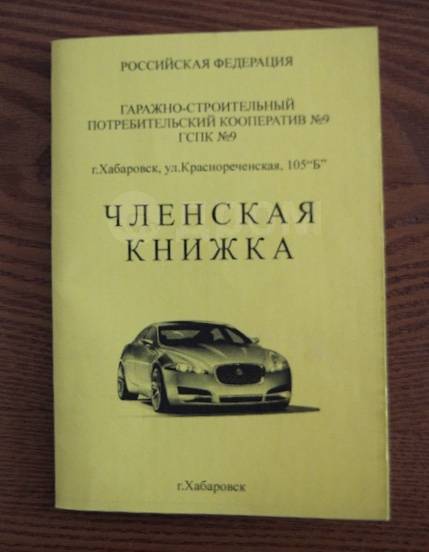 РОССИЙСКАЯ ФЕДЕРАЦИЯ
ГАРАЖНО-СТРОИТЕЛЬНЫЙ
ПОТРЕБИТЕЛЬСКИЙ КООПЕРАТИВ №9
ГСПК №9
г.Хабаровск, ул.Краснореченская, 105"Б"
ЧЛЕНСКАЯ
КНИЖКА
г.Хабаровск